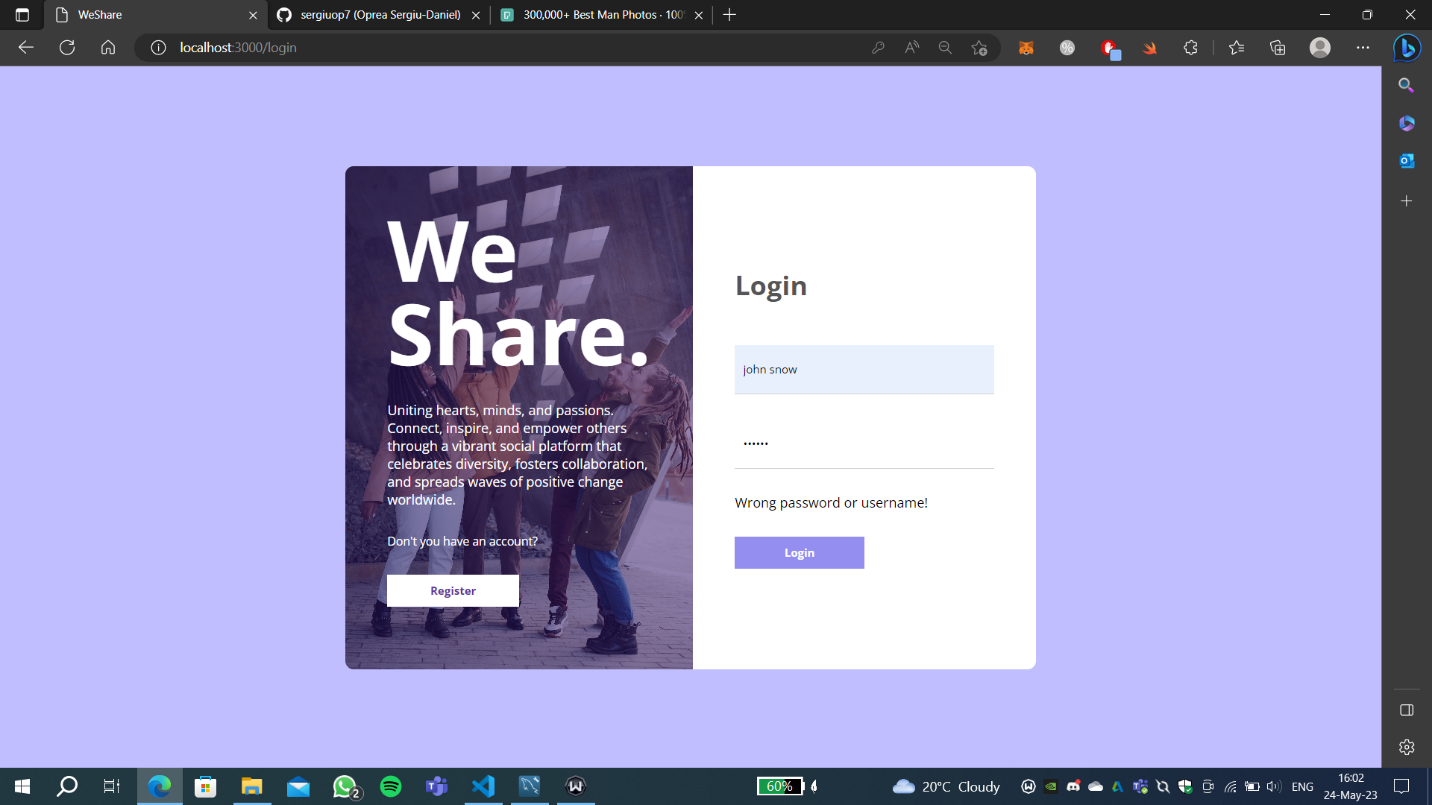 WeShare
sergiuop7 (Oprea Sergiu-Daniel)
300,000+ Best Man Photos · 100
localhost:3000/login
We
Share.
Uniting hearts, minds, and passions.
Connect, inspire, and empower others
through a vibrant social platform that
celebrates diversity, fosters collaboration,
and spreads waves of positive change
worldwide.
Don't you have an account?
Register
Login
john snow
••••••
Wrong password or username!
Login
2
60%
20°C Cloudy
ENG
16:02
24-May-23